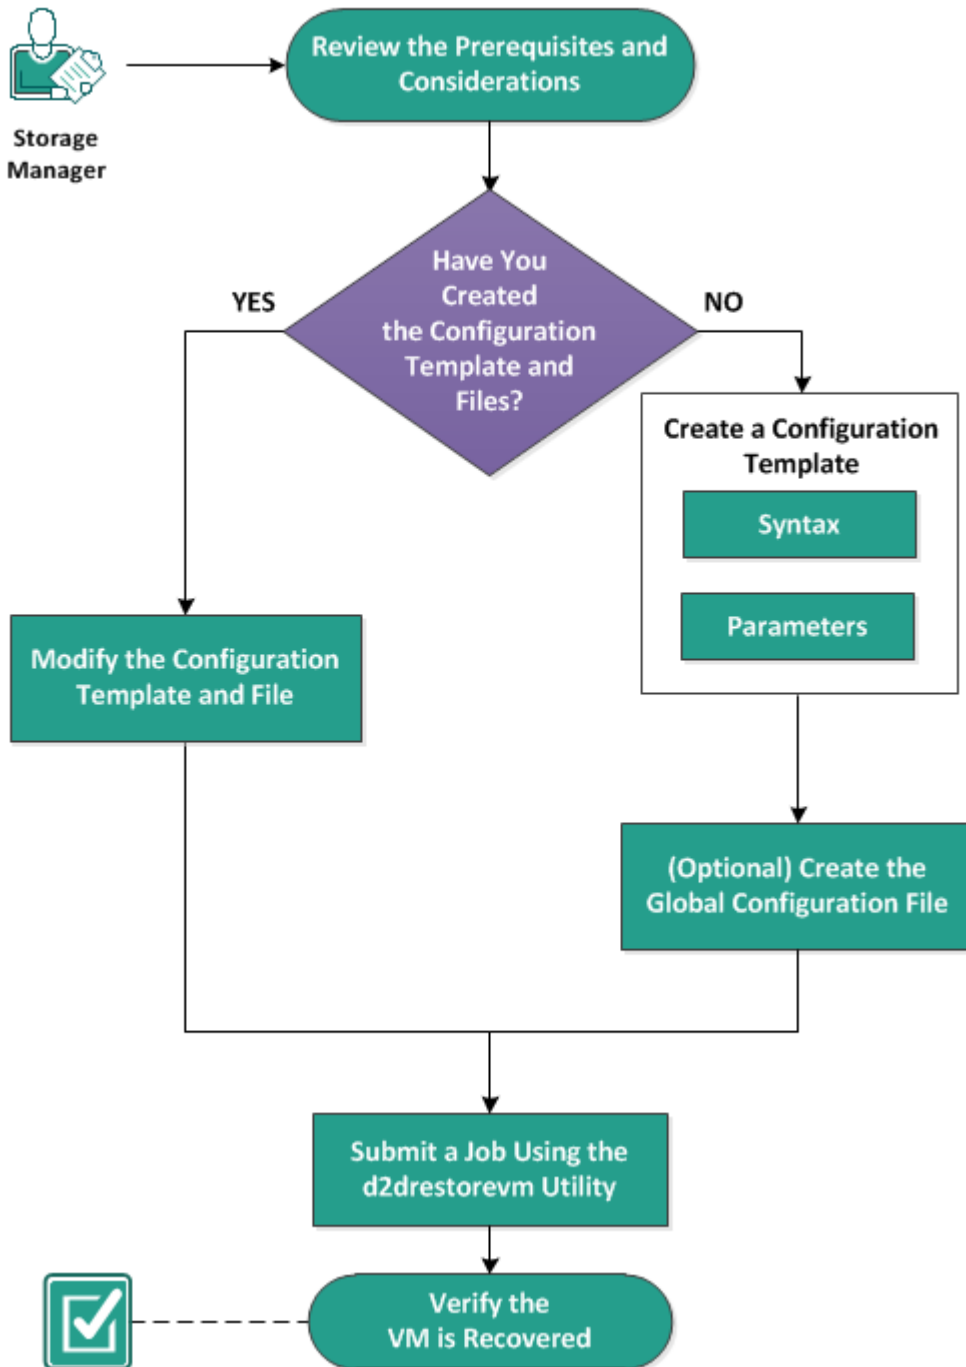 Review the Prerequisites and
Considerations
Storage
Manager
Have You
Created
the Configuration
Template and
Files?
YES
NO
Create a Configuration
Template
Syntax
Parameters
Modify the Configuration
Template and File
(Optional) Create the
Global Configuration File
Submit a Job Using the
d2drestorevm Utility
Verify the
VM is Recovered